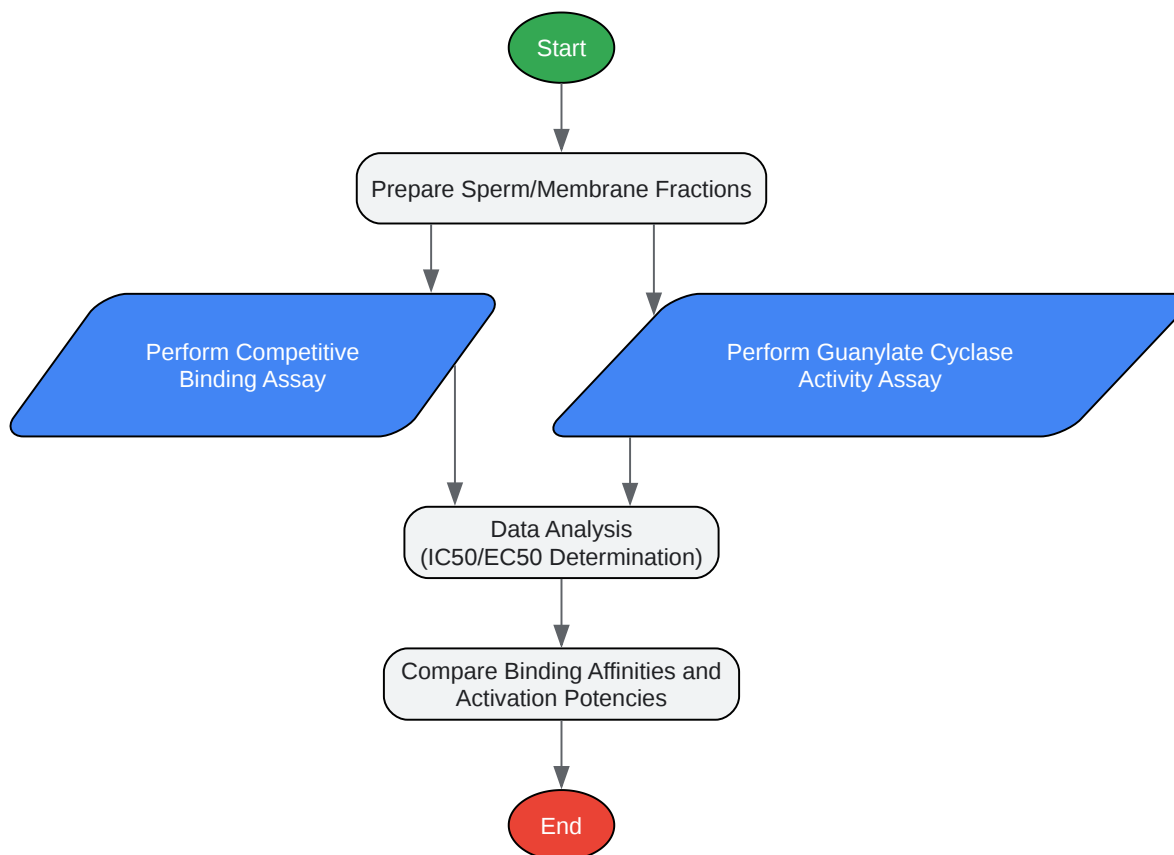 Start
Prepare Sperm/Membrane Fractions
Perform Competitive
Binding Assay
Perform Guanylate Cyclase
Activity Assay
Data Analysis
(IC50/EC50 Determination)
Compare Binding Affinities and
Activation Potencies
End